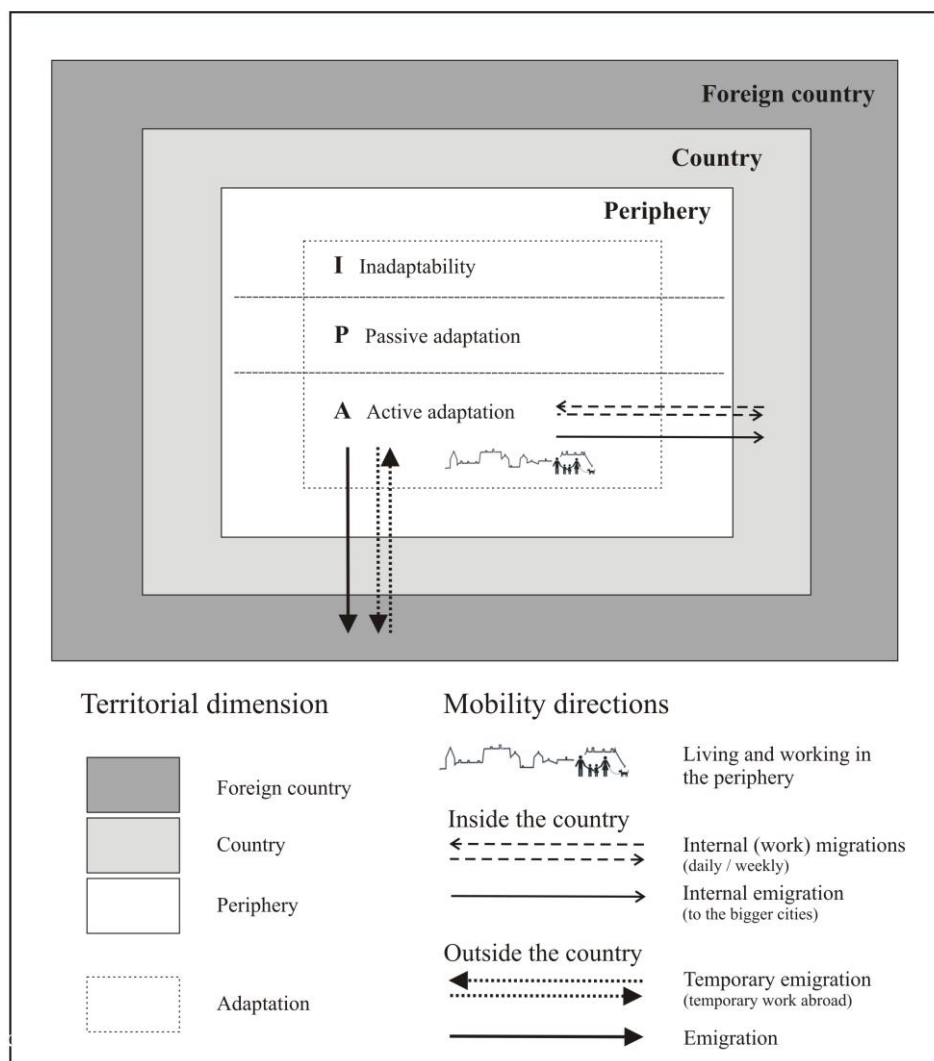 Foreign country
Country
Periphery
I Inadaptability
P Passive adaptation
A Active adaptation
Territorial dimension
Foreign country
Country
Periphery
Adaptation
Mobility directions
Living and working in
the periphery
Inside the country
Internal (work) migrations
(daily / weekly)
Internal emigration
(to the bigger cities)
Outside the country
Temporary emigration
(temporary work abroad)
Emigration